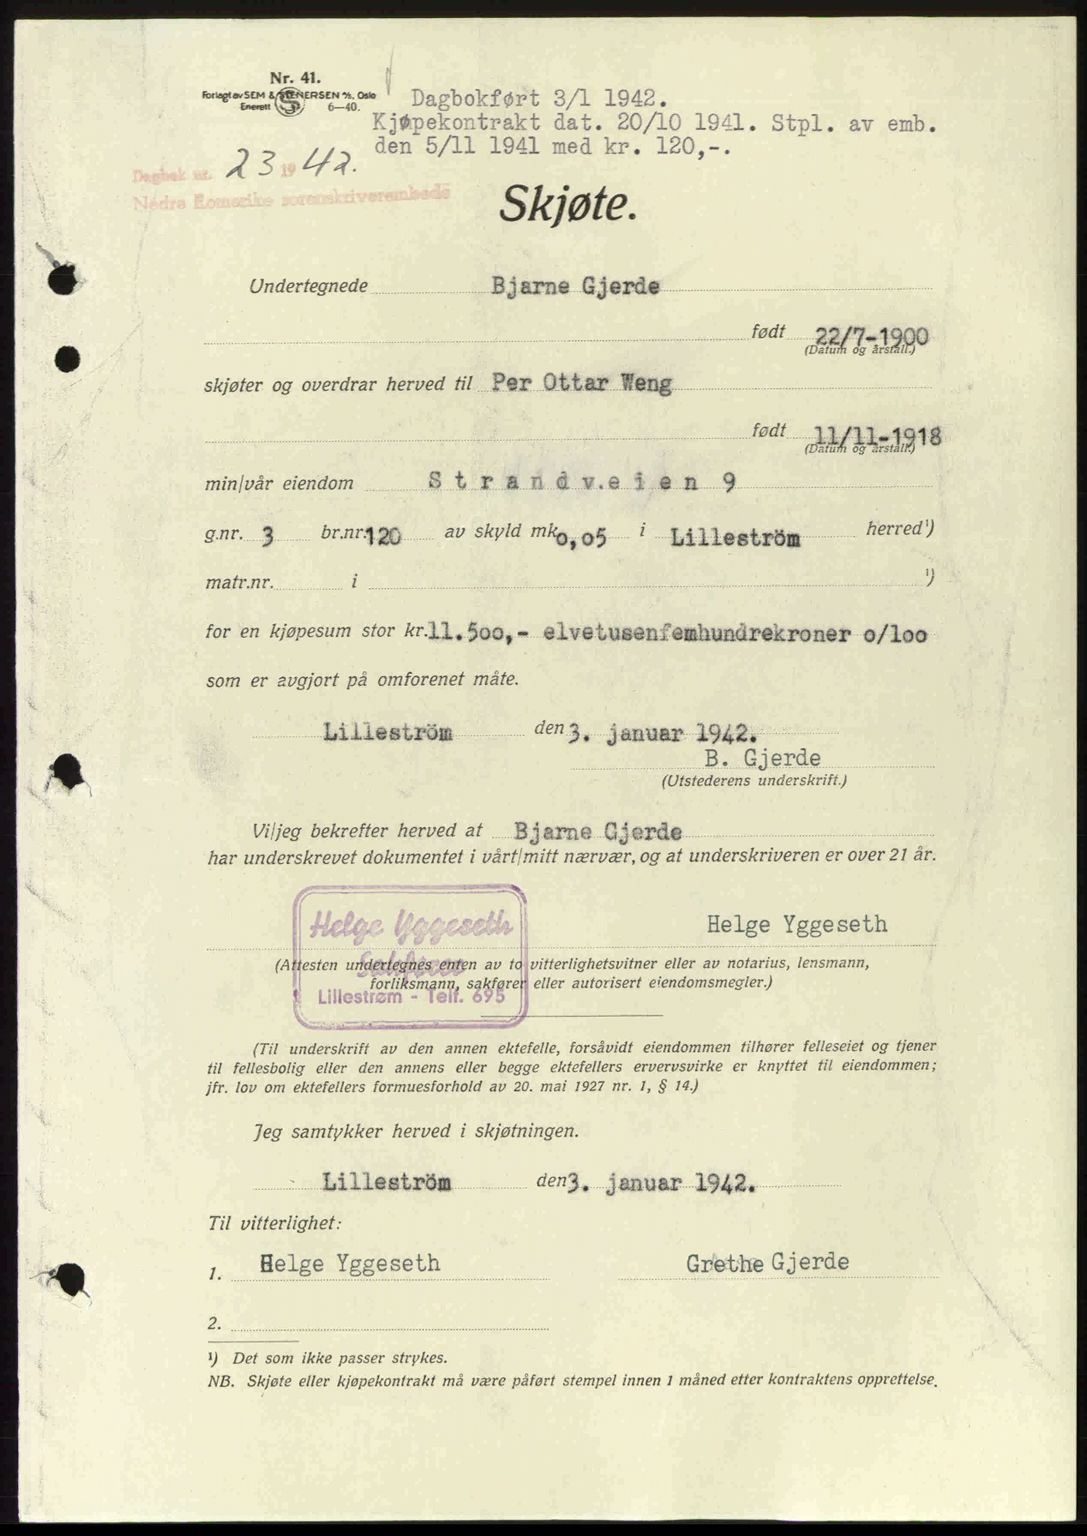 Nr. 41.
Forlagt av SEM & STENERSEN A/S, Oslo
Enerett S 6—40.
Dagbokført 3/1 1942.
Kjøpekontrakt dat. 20/10 1941. Stpl. av emb.
den 5/11 1941 med kr. 120,-.
Dagbok nr. 23 1942.
Nedre Romerike sorenskriverembede
Skjøte.
Undertegnede Bjarne Gjerde
født 22/7-1900
(Datum og årstall.)
skjøter og overdrar herved til Per Ottar Weng
født 11/11-1918
(Datum og årstall.)
min/vår eiendom Strandveien 9
g.nr. 3 br.nr. 120 av skyld mk. 0,05 i Lilleström herred ¹)
matr.nr. i ¹)
for en kjøpesum stor kr. 11.500,- elvetusenfemhundrekroner o/loo
som er avgjort på omforenet måte.
Lilleström den 3. januar 1942.
B. Gjerde
(Utstederens underskrift.)
Vi/jeg bekrefter herved at Bjarne Gjerde
har underskrevet dokumentet i vårt/mitt nærvær, og at underskriveren er over 21 år.
Helge Yggeseth
Helge Yggeseth
Sakfører
Lillestrøm - Telf. 695
(Attesten undertegnes enten av to vitterlighetsvitner eller av notarius, lensmann,
forliksmann, sakfører eller autorisert eiendomsmegler.)
(Til underskrift av den annen ektefelle, forsåvidt eiendommen tilhører felleseiet og tjener
til fellesbolig eller den annens eller begge ektefellers ervervsvirke er knyttet til eiendommen;
jfr. lov om ektefellers formuesforhold av 20. mai 1927 nr. 1, § 14.)
Jeg samtykker herved i skjøtningen.
Lilleström den 3. januar 1942.
Til vitterlighet:
1. Helge Yggeseth Grethe Gjerde
2.
¹) Det som ikke passer strykes.
NB. Skjøte eller kjøpekontrakt må være påført stempel innen 1 måned etter kontraktens opprettelse.